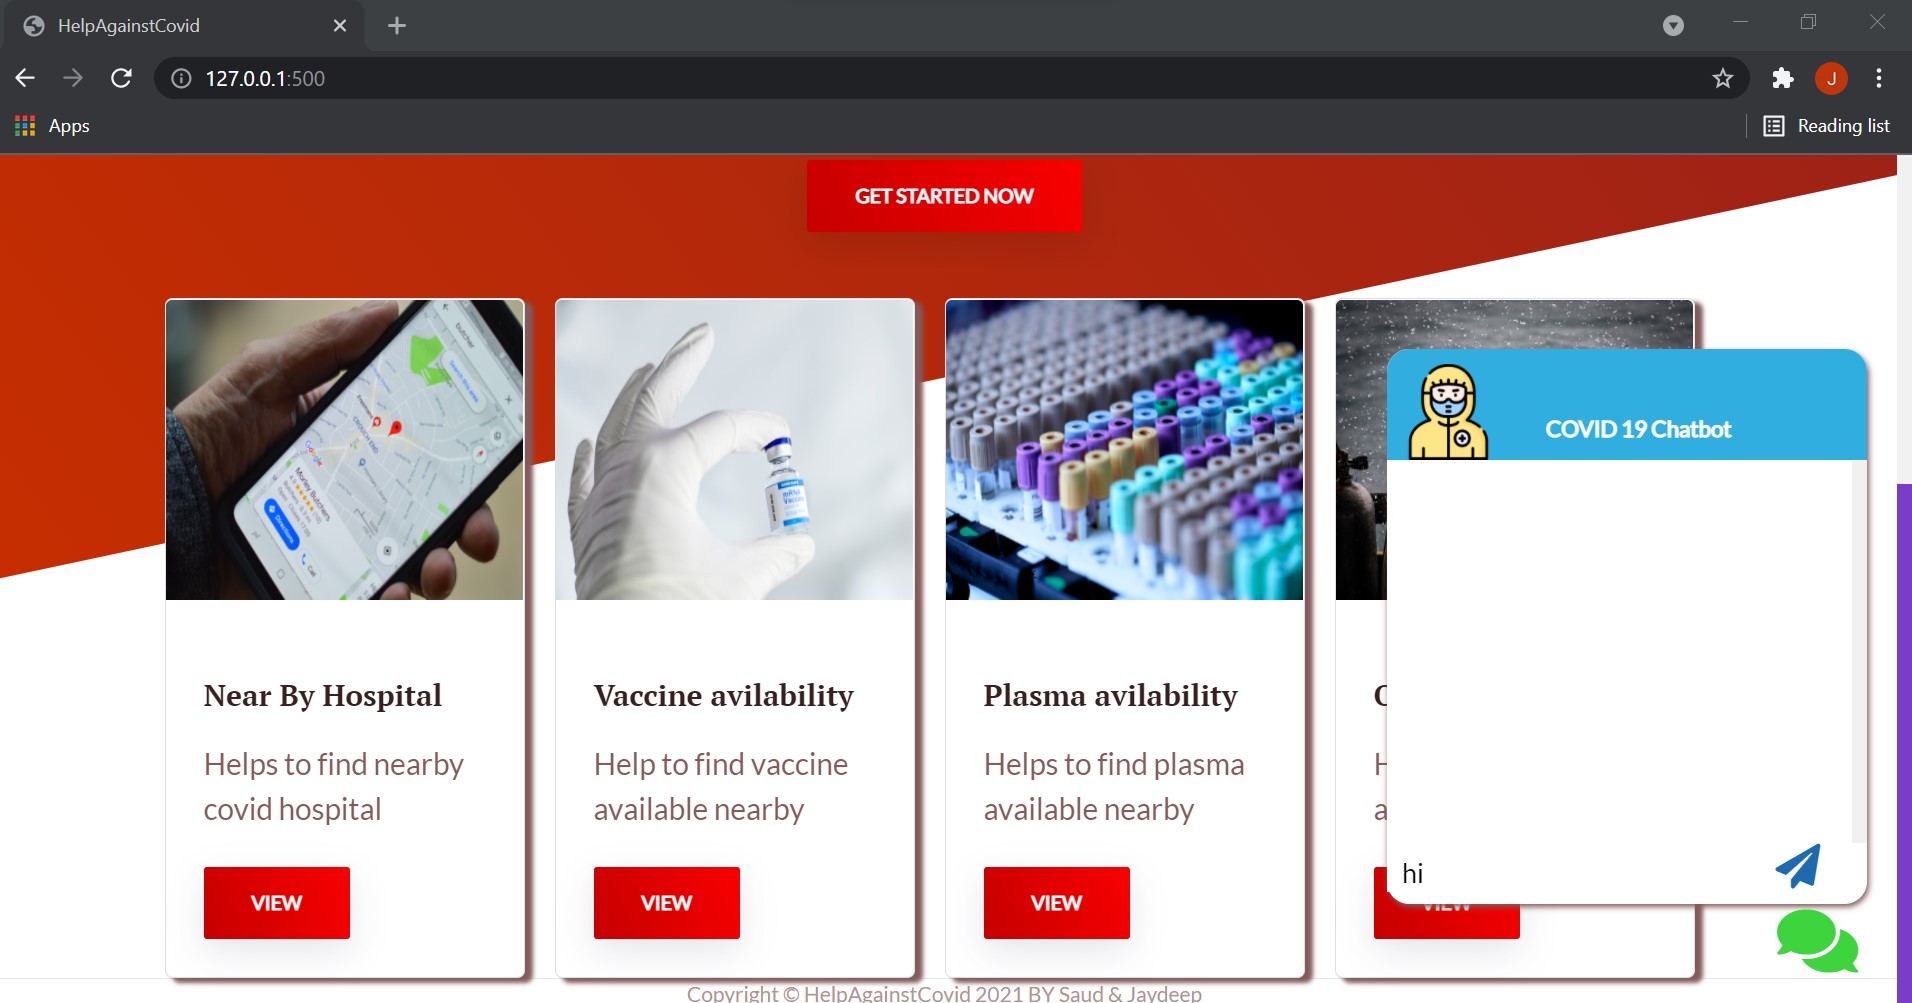 HelpAgainstCovid
127.0.0.1:500
J
Apps
Reading list
GET STARTED NOW
COVID 19 Chatbot
Near By Hospital
Helps to find nearby
covid hospital
VIEW
Vaccine avilability
Help to find vaccine
available nearby
VIEW
Plasma avilability
Helps to find plasma
available nearby
VIEW
hi
VIEW
Copyright © HelpAgainstCovid 2021 BY Saud & Jaydeep